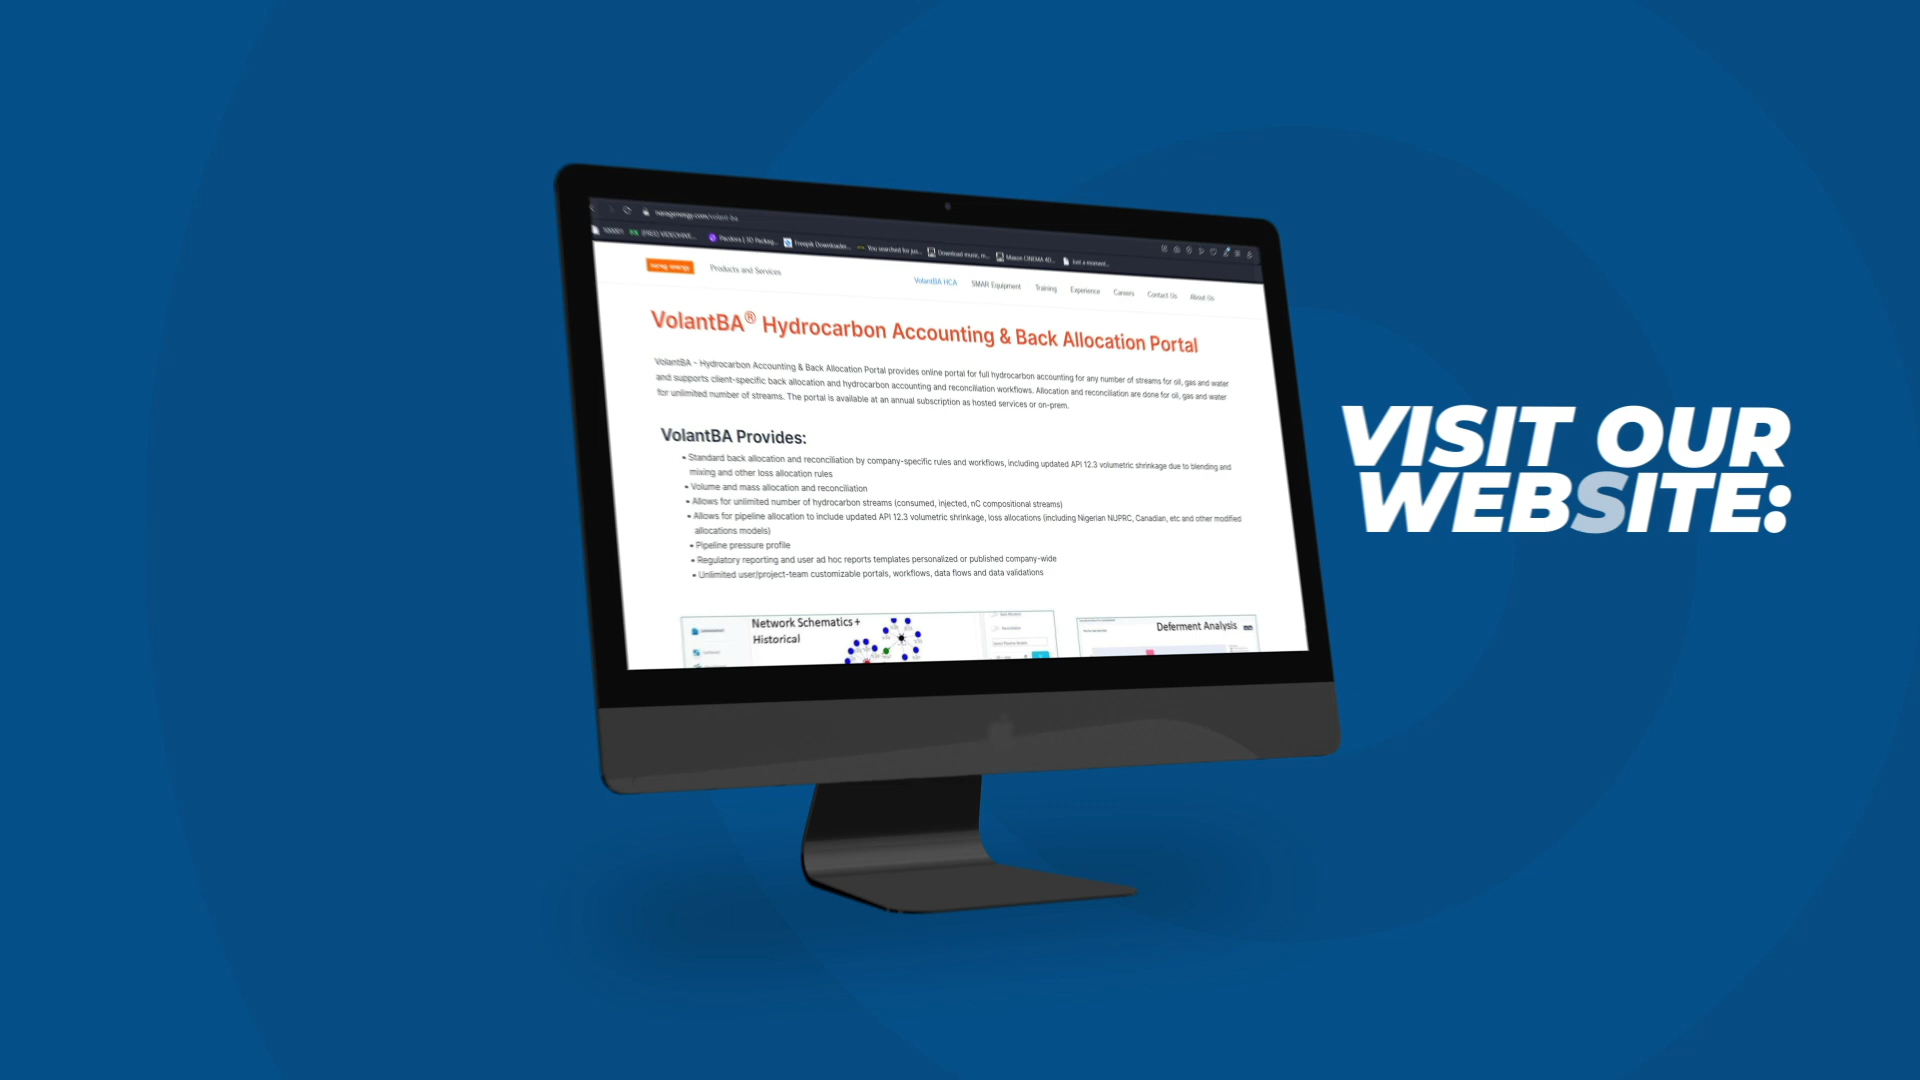 Products and Services
VolantBA HCA
SMAR Equipment
Training
Experience
Careers
Contact Us
About Us
VolantBA® Hydrocarbon Accounting & Back Allocation Portal
VolantBA - Hydrocarbon Accounting & Back Allocation Portal provides online portal for full hydrocarbon accounting for any number of streams for oil, gas and water
and supports client-specific back allocation and hydrocarbon accounting and reconciliation workflows. Allocation and reconciliation are done for oil, gas and water
for unlimited number of streams. The portal is available at an annual subscription as hosted services or on-prem.
VolantBA Provides:
• Standard back allocation and reconciliation by company-specific rules and workflows, including updated API 12.3 volumetric shrinkage due to blending and
mixing and other loss allocation rules
• Volume and mass allocation and reconciliation
• Allows for unlimited number of hydrocarbon streams (consumed, injected, nC compositional streams)
• Allows for pipeline allocation to include updated API 12.3 volumetric shrinkage, loss allocations (including Nigerian NUPRC, Canadian, etc and other modified
allocations models)
• Pipeline pressure profile
• Regulatory reporting and user ad hoc reports templates personalized or published company-wide
• Unlimited user/project-team customizable portals, workflows, data flows and data validations
Network Schematics +
Historical
Deferment Analysis
VISIT OUR
WEBSITE: